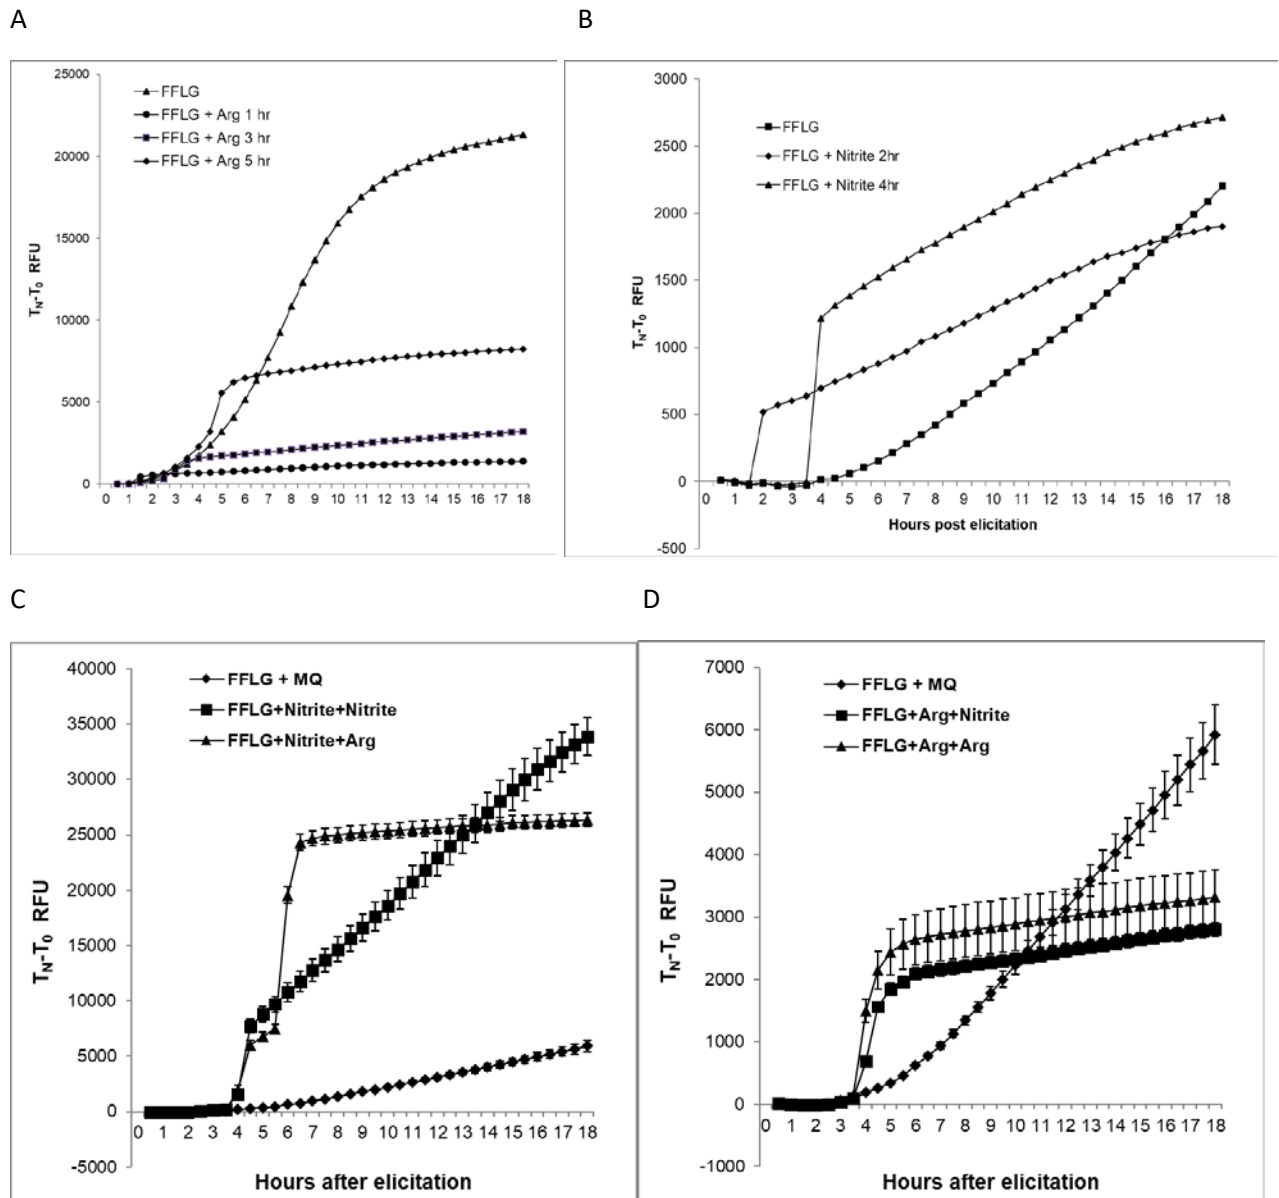 A
B
25000
20000
15000
10000
5000
0
T_N-T_0 RFU
FFLG
FFLG + Arg 1 hr
FFLG + Arg 3 hr
FFLG + Arg 5 hr
0 1 2 3 4 5 6 7 8 9 10 11 12 13 14 15 16 17 18
3000
2500
2000
1500
1000
500
0
-500
T_N-T_0 RFU
FFLG
FFLG + Nitrite 2hr
FFLG + Nitrite 4hr
0 1 2 3 4 5 6 7 8 9 10 11 12 13 14 15 16 17 18
Hours post elicitation
C
D
40000
35000
30000
25000
20000
15000
10000
5000
0
-5000
T_N-T_0 RFU
FFLG + MQ
FFLG+Nitrite+Nitrite
FFLG+Nitrite+Arg
0 1 2 3 4 5 6 7 8 9 10 11 12 13 14 15 16 17 18
Hours after elicitation
7000
6000
5000
4000
3000
2000
1000
0
-1000
T_N-T_0 RFU
FFLG + MQ
FFLG+Arg+Nitrite
FFLG+Arg+Arg
0 1 2 3 4 5 6 7 8 9 10 11 12 13 14 15 16 17 18
Hours after elicitation